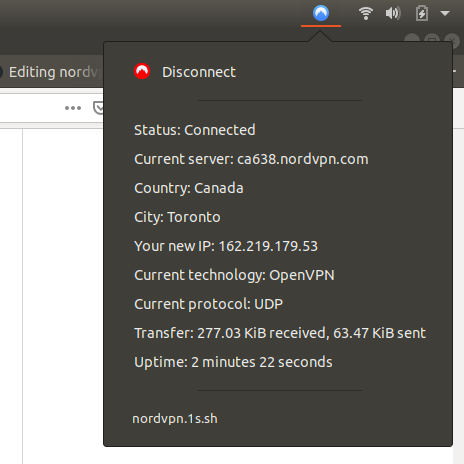 Editing nordv
Disconnect
Status: Connected
Current server: ca638.nordvpn.com
Country: Canada
City: Toronto
Your new IP: 162.219.179.53
Current technology: OpenVPN
Current protocol: UDP
Transfer: 277.03 KiB received, 63.47 KiB sent
Uptime: 2 minutes 22 seconds
nordvpn.1s.sh